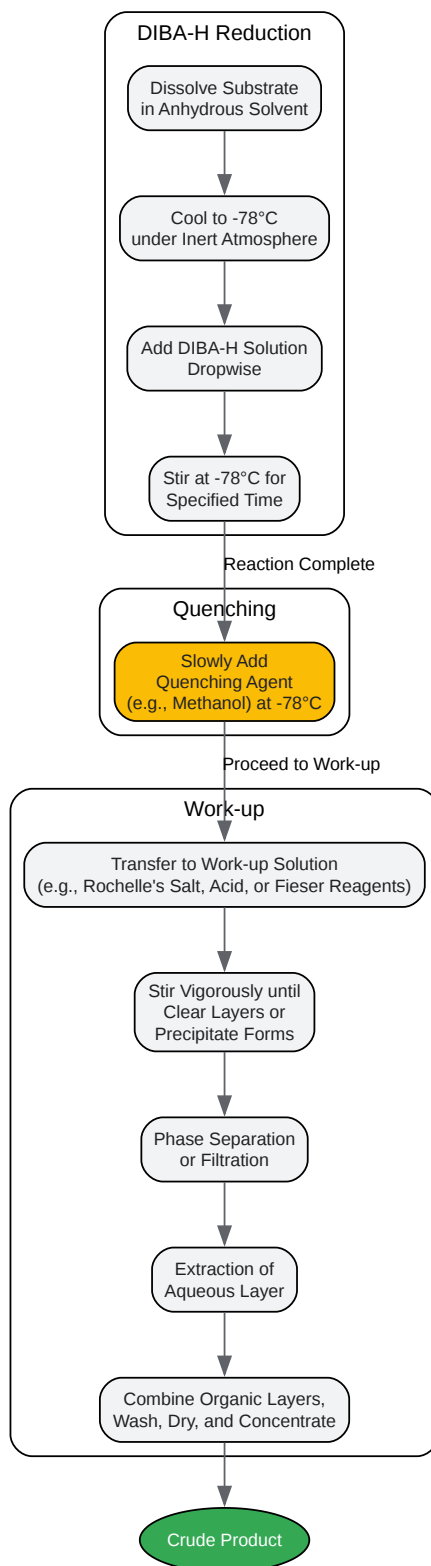 DIBA-H Reduction
Dissolve Substrate
in Anhydrous Solvent
Cool to -78°C
under Inert Atmosphere
Add DIBA-H Solution
Dropwise
Stir at -78°C for
Specified Time
Reaction Complete
Quenching
Slowly Add
Quenching Agent
(e.g., Methanol) at -78°C
Proceed to Work-up
Work-up
Transfer to Work-up Solution
(e.g., Rochelle's Salt, Acid, or Fieser Reagents)
Stir Vigorously until
Clear Layers or
Precipitate Forms
Phase Separation
or Filtration
Extraction of
Aqueous Layer
Combine Organic Layers,
Wash, Dry, and Concentrate
Crude Product